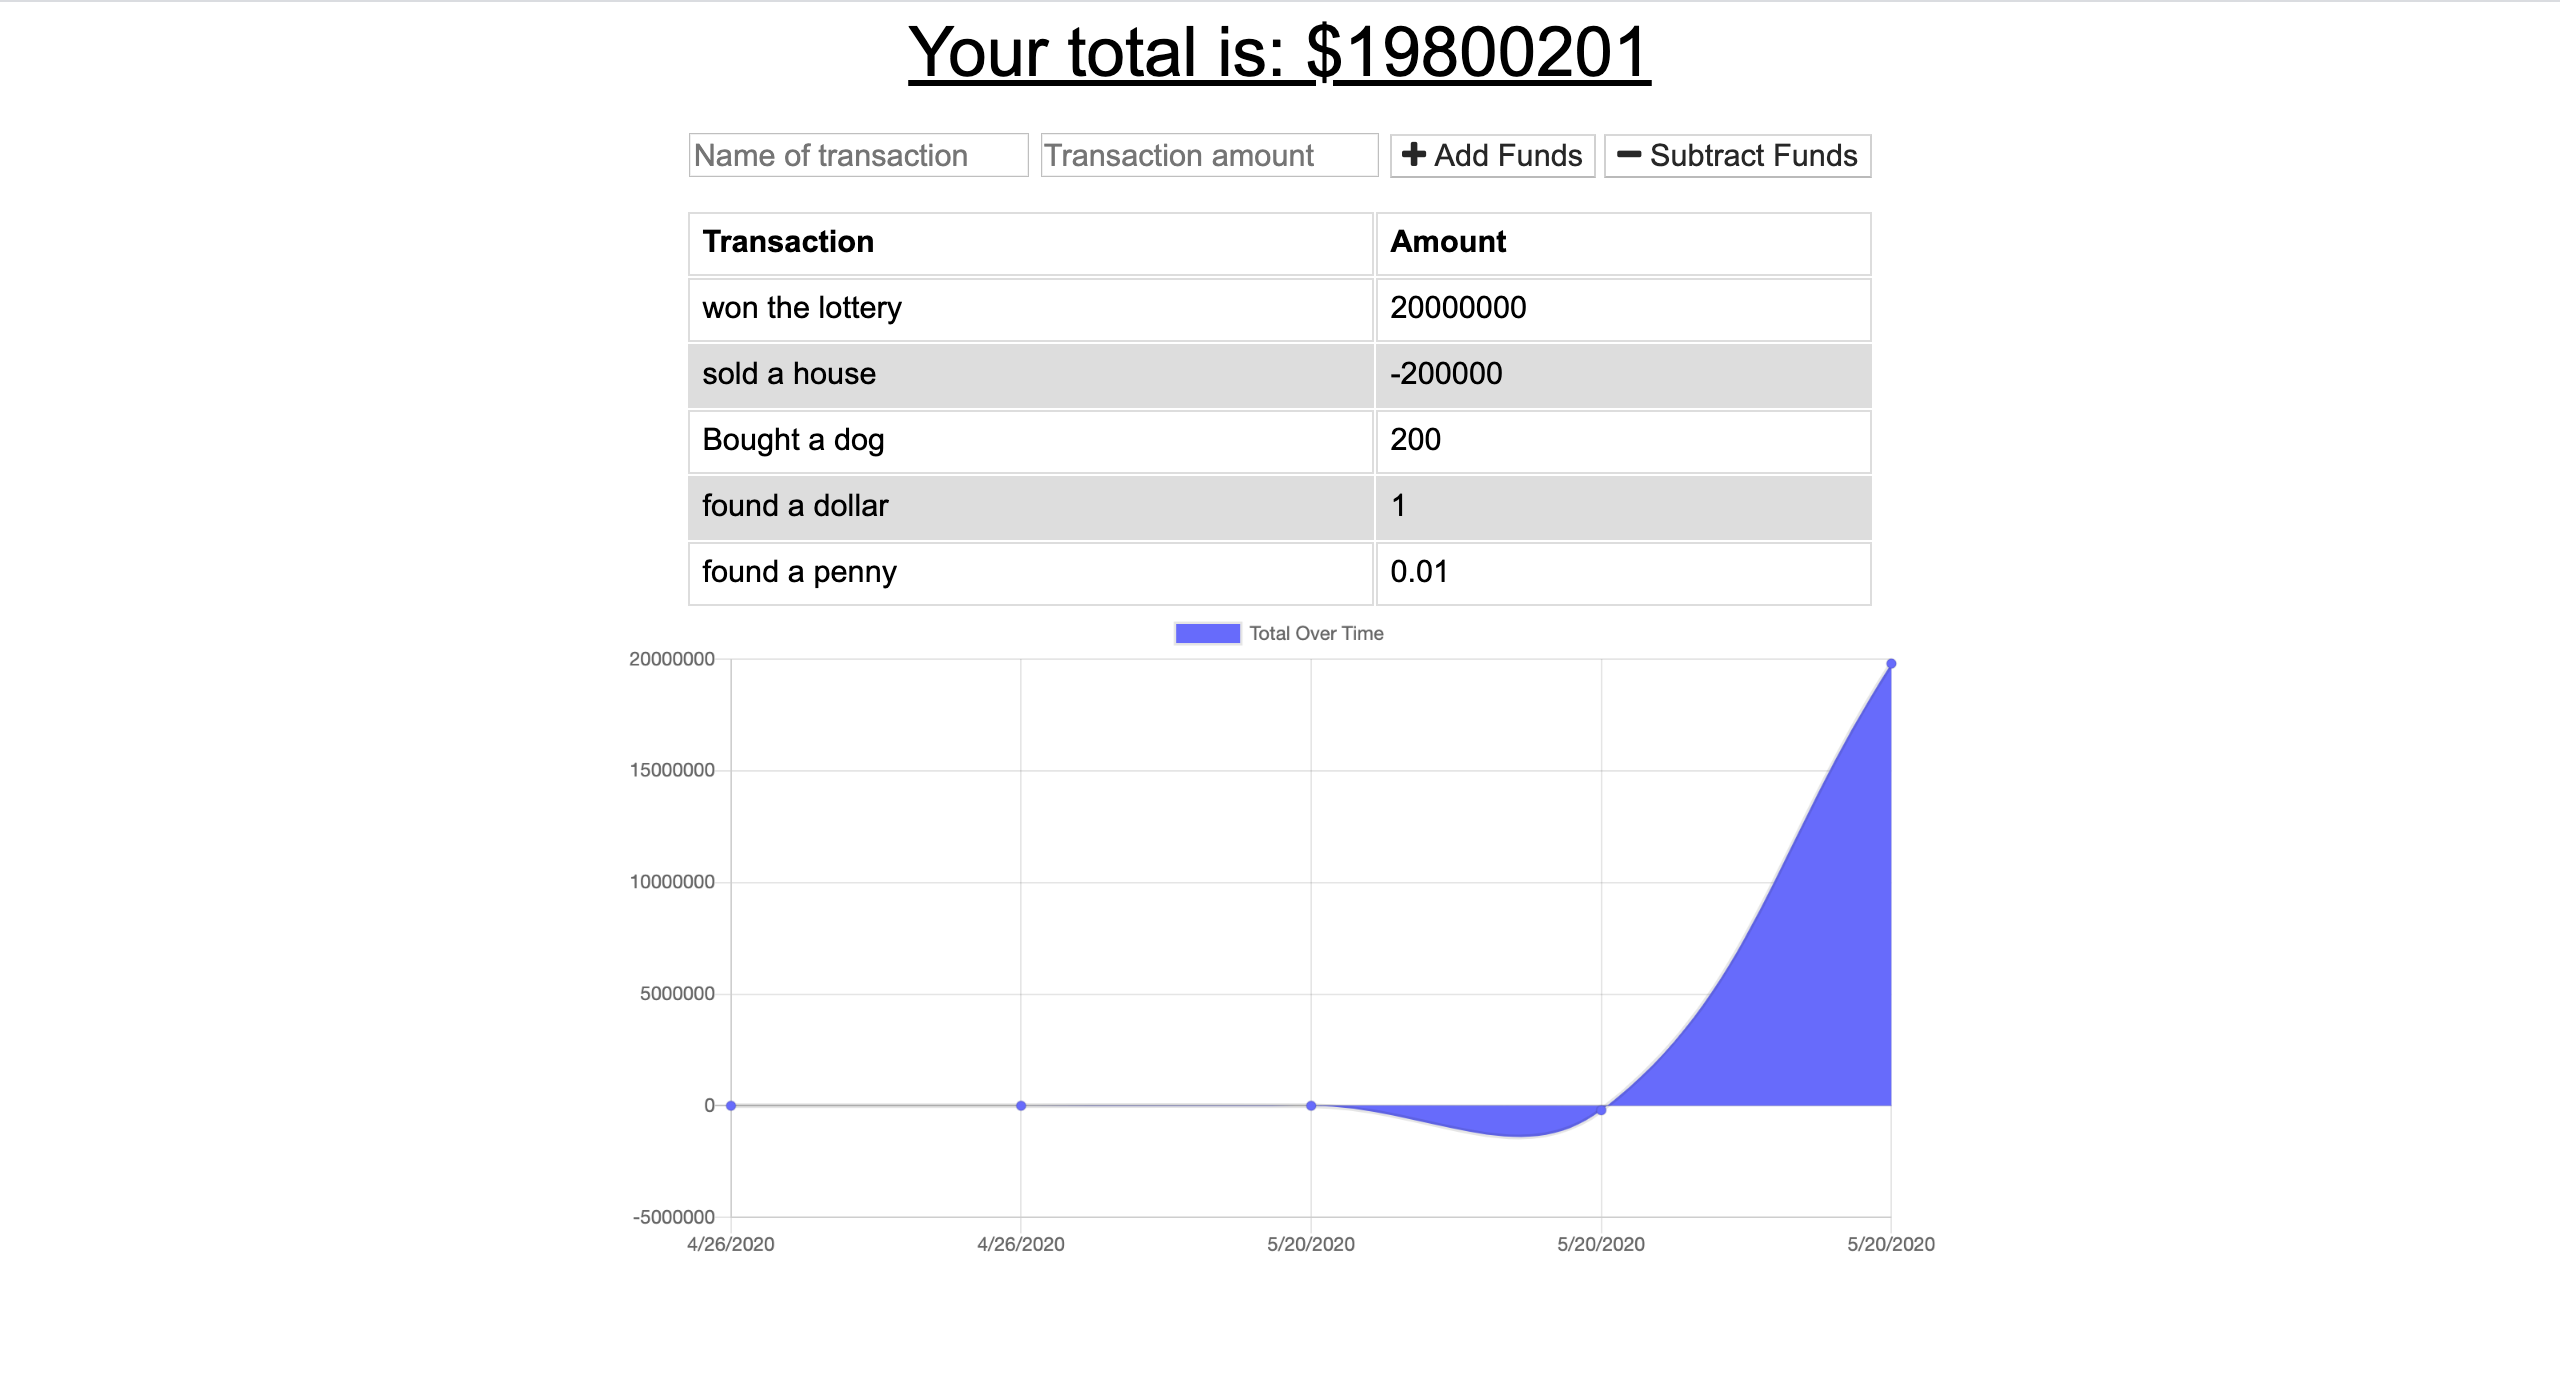 Your total is: $19800201
Name of transaction Transaction amount Add Funds Subtract Funds
Transaction Amount
won the lottery 20000000
sold a house -200000
Bought a dog 200
found a dollar 1
found a penny 0.01
Total Over Time
20000000
15000000
10000000
5000000
0
-5000000
4/26/2020 4/26/2020 5/20/2020 5/20/2020 5/20/2020